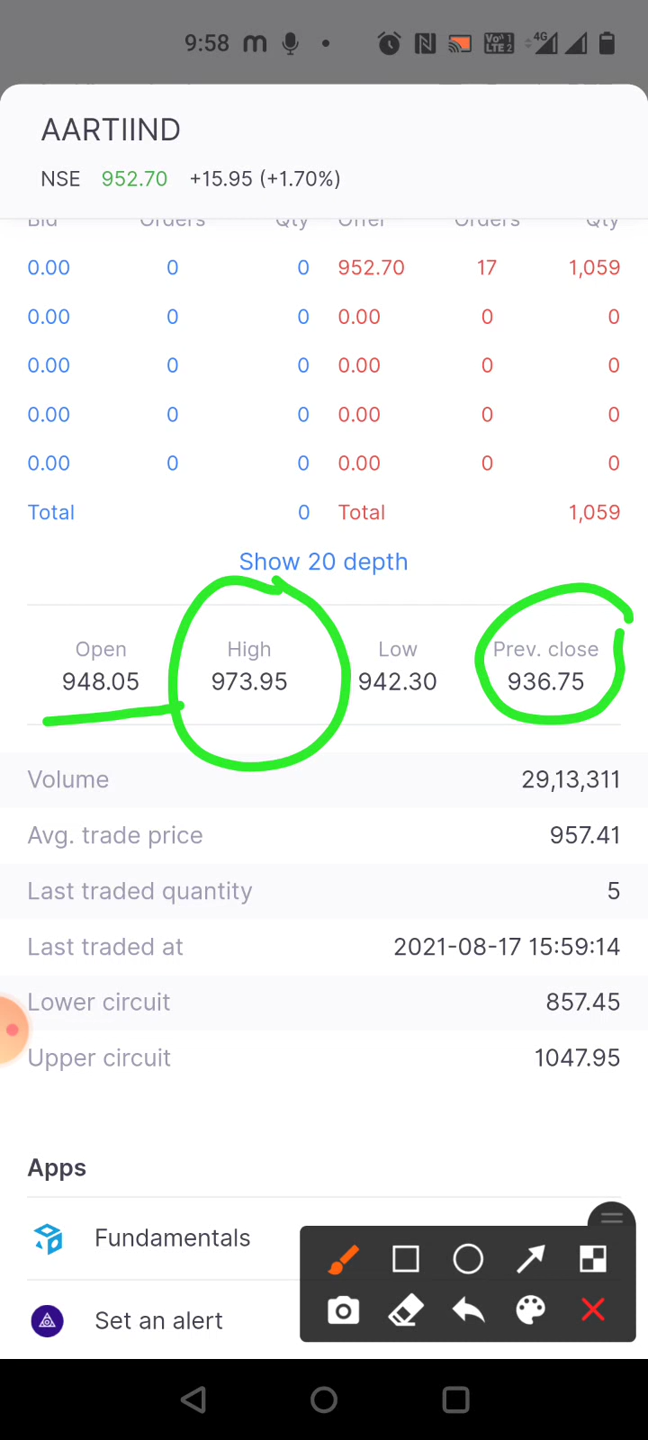 9:58
4G
Vo 1
LTE 2
AARTIIND
NSE 952.70 +15.95 (+1.70%)
Bid Orders Qty Offer Orders Qty
0.00 0 0 952.70 17 1,059
0.00 0 0 0.00 0 0
0.00 0 0 0.00 0 0
0.00 0 0 0.00 0 0
0.00 0 0 0.00 0 0
Total 0 Total 1,059
Show 20 depth
Open High Low Prev. close
948.05 973.95 942.30 936.75
Volume 29,13,311
Avg. trade price 957.41
Last traded quantity 5
Last traded at 2021-08-17 15:59:14
Lower circuit 857.45
Upper circuit 1047.95
Apps
Fundamentals
Set an alert